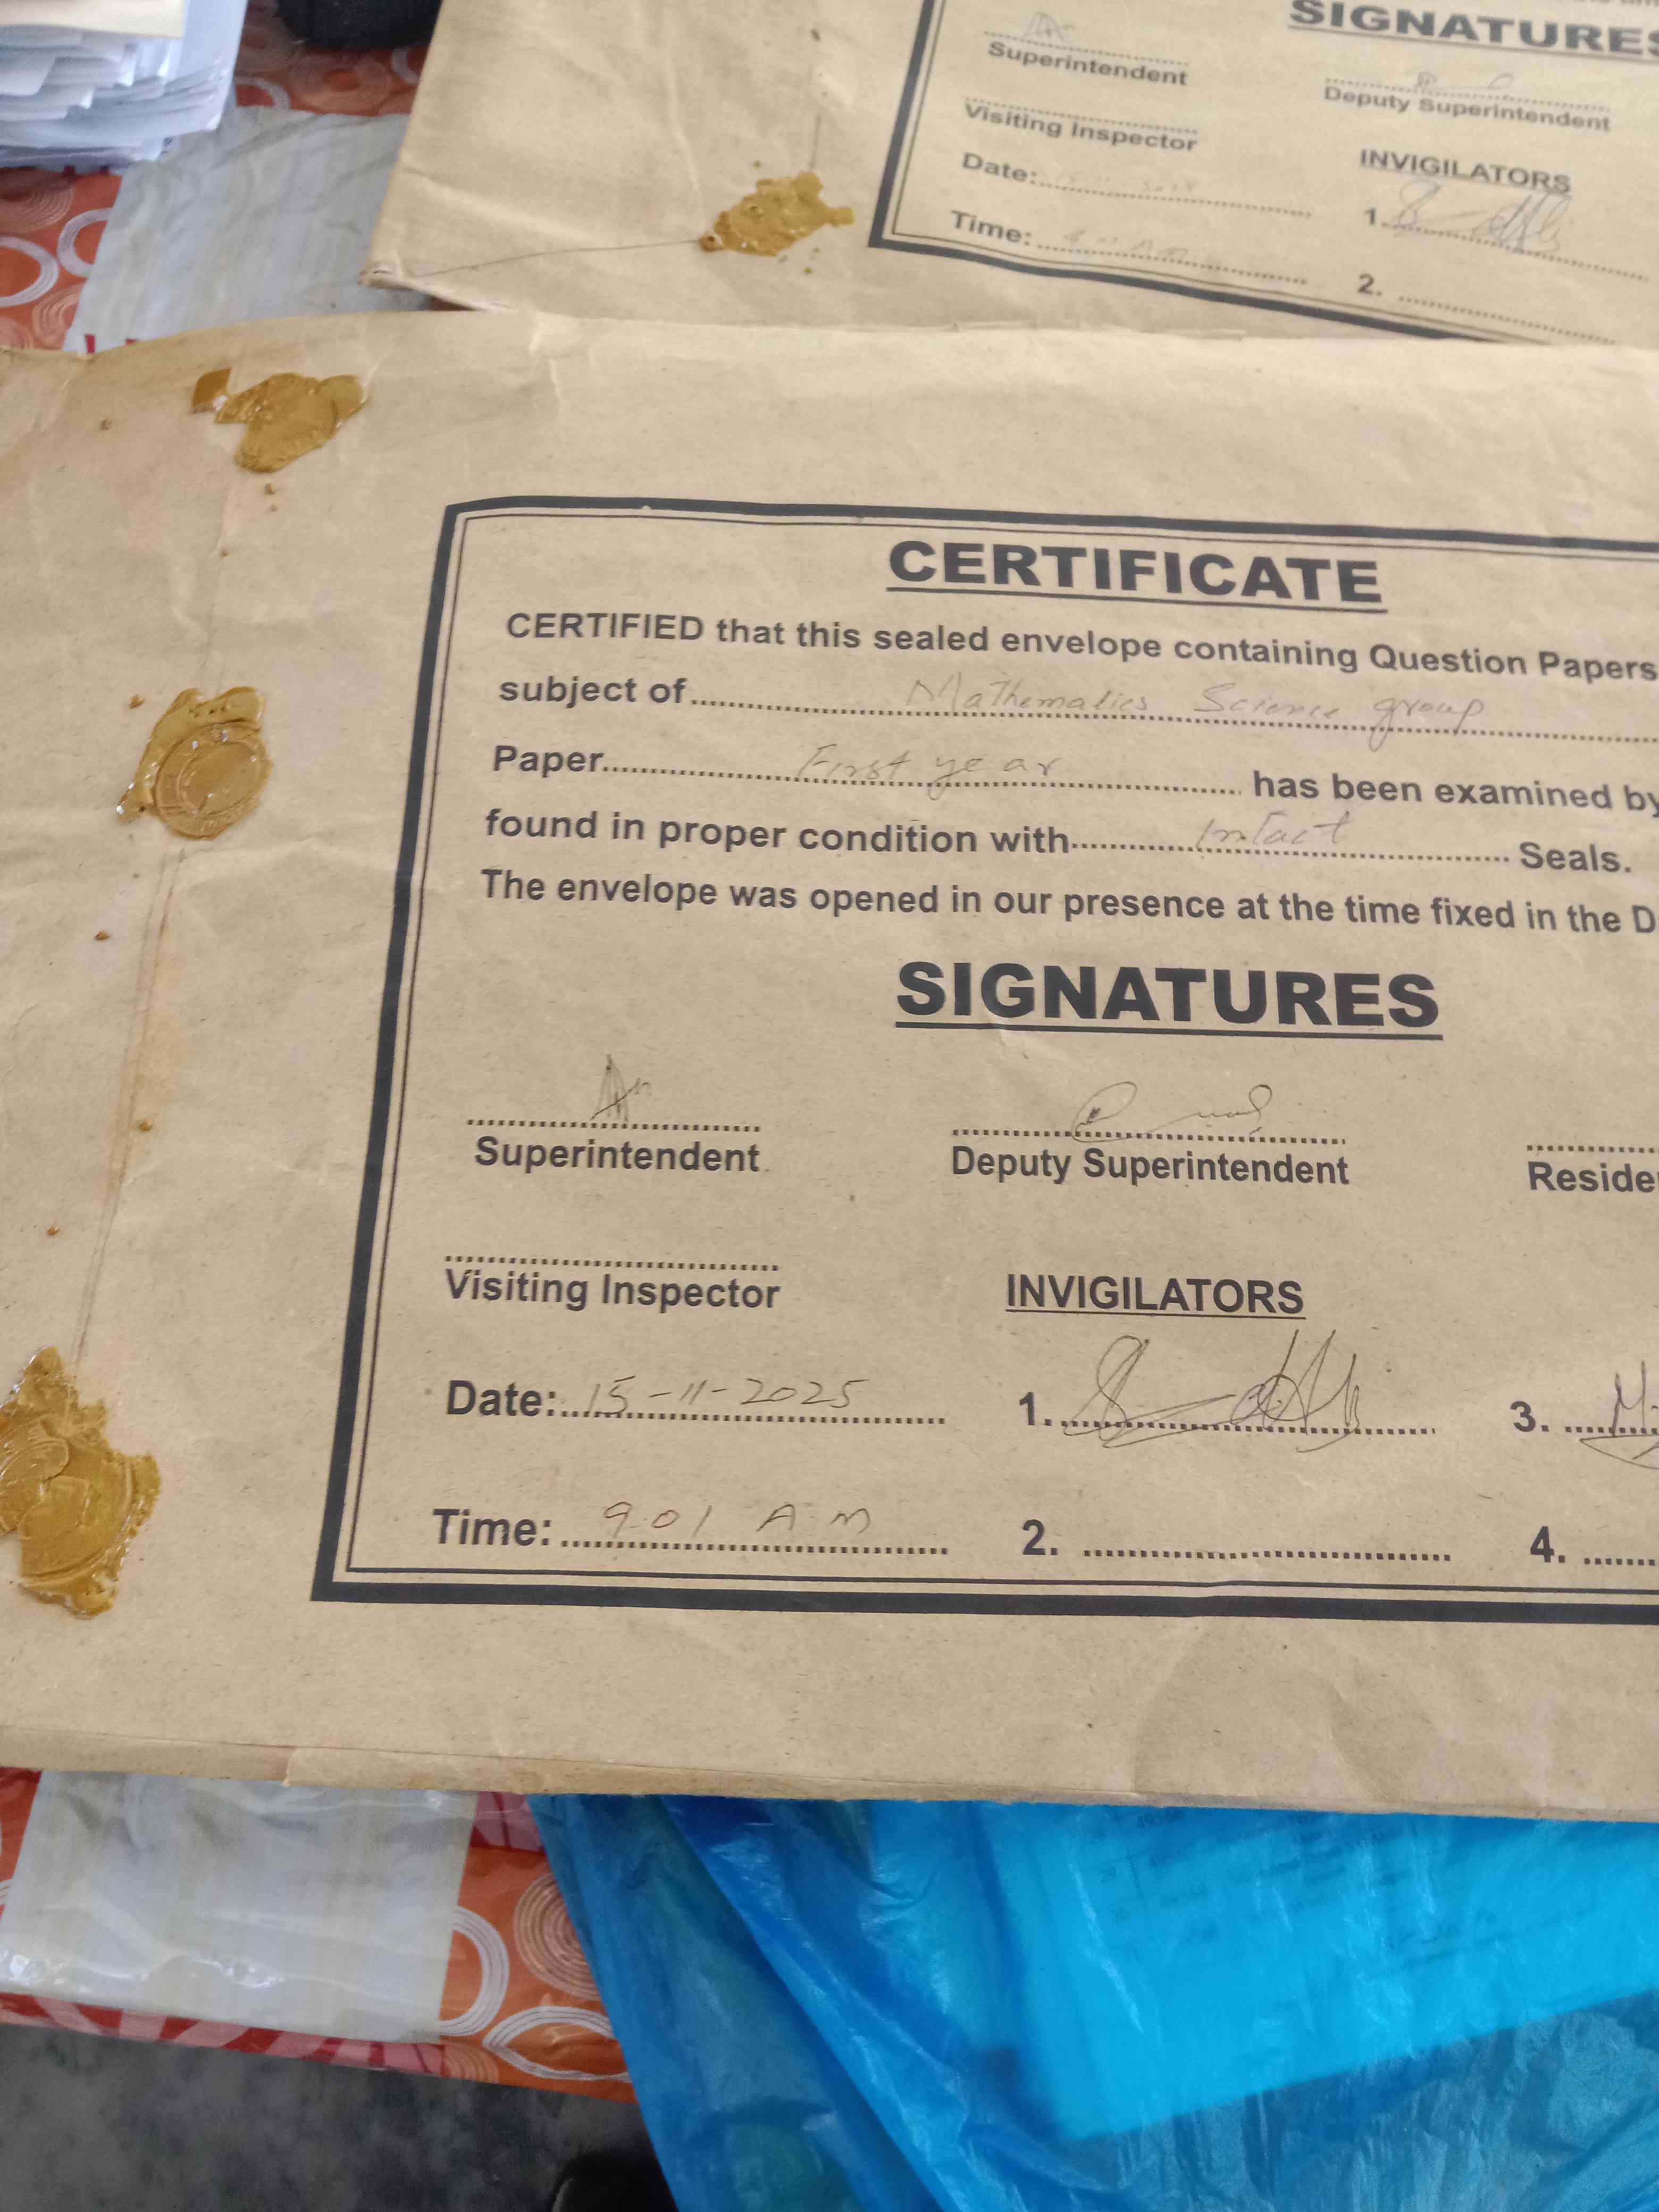 SIGNATURES
Superintendent
Deputy Superintendent
Visiting Inspector
INVIGILATORS
Date:
1.
Time:
2.
CERTIFICATE
CERTIFIED that this sealed envelope containing Question Papers
subject of Mathematics Science group
Paper First year has been examined by
found in proper condition with Intact Seals.
The envelope was opened in our presence at the time fixed in the D
SIGNATURES
Superintendent
Deputy Superintendent
Reside
Visiting Inspector
INVIGILATORS
Date: 15-11-2025
1.
3.
Time: 9.01 A.M
2.
4.